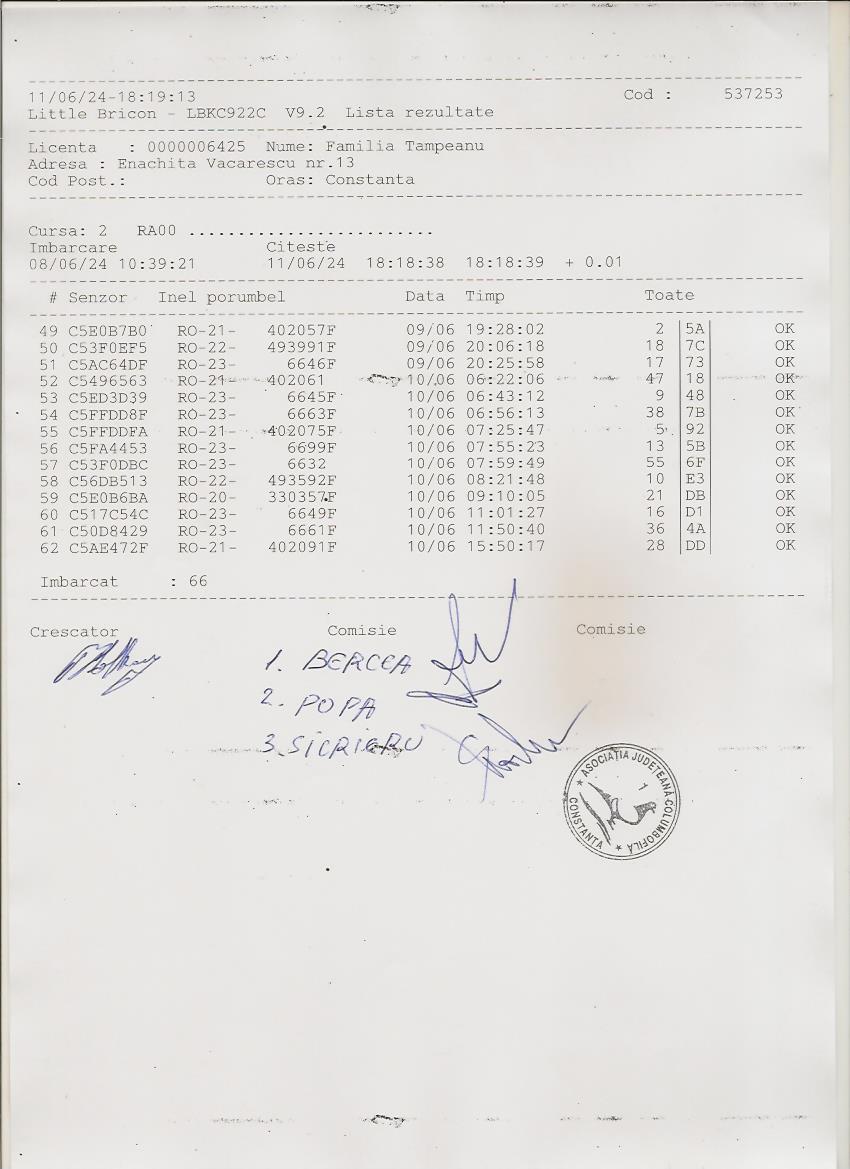 11/06/24-18:19:13 Cod : 537253
Little Bricon - LBKC922C V9.2 Lista rezultate
Licenta : 0000006425 Nume: Familia Tampeanu
Adresa : Enachita Vacarescu nr.13
Cod Post.: Oras: Constanta
Cursa: 2 RA00 .........................
Imbarcare Citeste
08/06/24 10:39:21 11/06/24 18:18:38 18:18:39 + 0.01
# Senzor Inel porumbel Data Timp Toate
49 C5E0B7B0 RO-21- 402057F 09/06 19:28:02 2 5A OK
50 C53F0EF5 RO-22- 493991F 09/06 20:06:18 18 7C OK
51 C5AC64DF RO-23- 6646F 09/06 20:25:58 17 73 OK
52 C5496563 RO-21- 402061 10/06 06:22:06 47 18 OK
53 C5ED3D39 RO-23- 6645F 10/06 06:43:12 9 48 OK
54 C5FFDD8F RO-23- 6663F 10/06 06:56:13 38 7B OK
55 C5FFDDFA RO-21- 402075F 10/06 07:25:47 5 92 OK
56 C5FA4453 RO-23- 6699F 10/06 07:55:23 13 5B OK
57 C53F0DBC RO-23- 6632 10/06 07:59:49 55 6F OK
58 C56DB513 RO-22- 493592F 10/06 08:21:48 10 E3 OK
59 C5E0B6BA RO-20- 330357F 10/06 09:10:05 21 DB OK
60 C517C54C RO-23- 6649F 10/06 11:01:27 16 D1 OK
61 C50D8429 RO-23- 6661F 10/06 11:50:40 36 4A OK
62 C5AE472F RO-21- 402091F 10/06 15:50:17 28 DD OK
Imbarcat : 66
Crescator Comisie Comisie
1. BERCEA
2. POPA
3. SICRIERU
ASOCIAȚIA JUDEȚEANĂ COLUMBOFILĂ
CONSTANTA
1